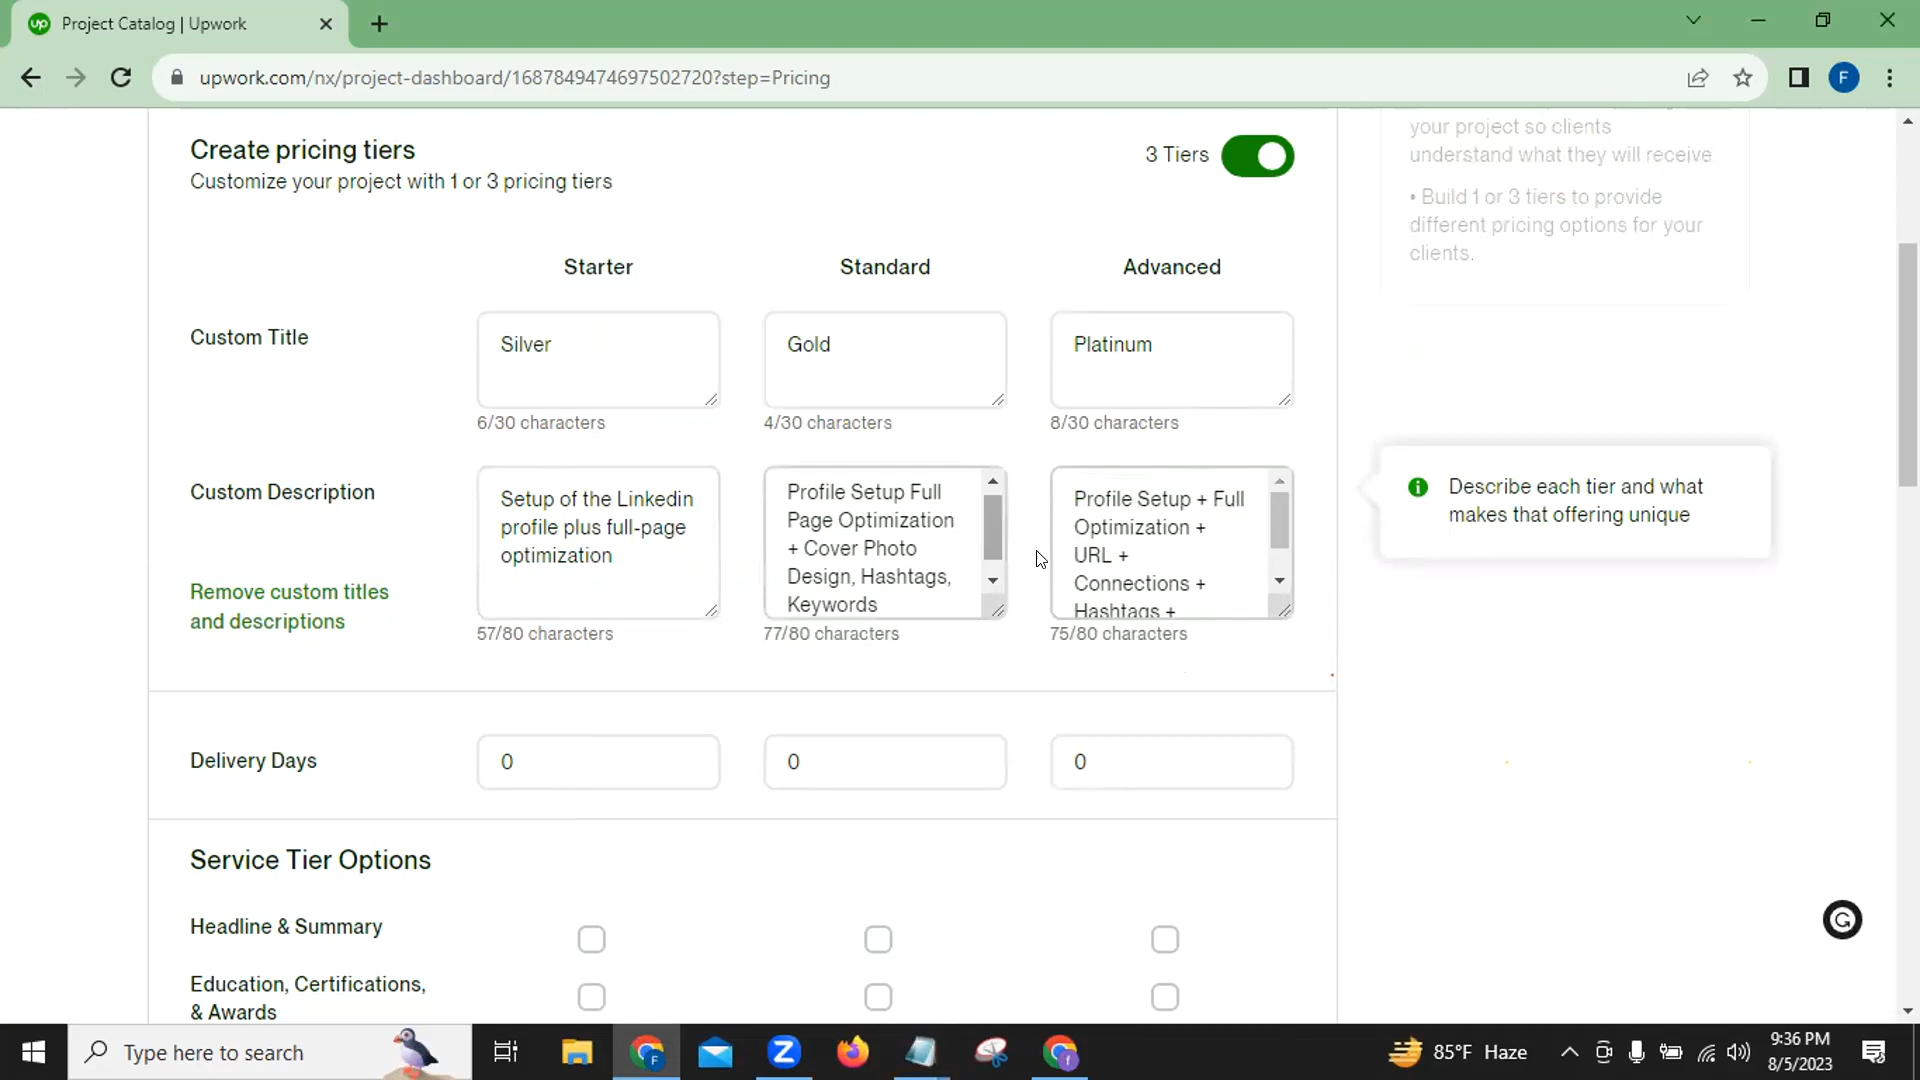 Project Catalog | Upwork
upwork.com/nx/project-dashboard/1687849474697502720?step=Pricing
F
Create pricing tiers
3 Tiers
Customize your project with 1 or 3 pricing tiers
your project so clients
understand what they will receive
• Build 1 or 3 tiers to provide
different pricing options for your
clients.
Starter
Standard
Advanced
Custom Title
Silver
Gold
Platinum
6/30 characters
4/30 characters
8/30 characters
Custom Description
Setup of the Linkedin
profile plus full-page
optimization
Profile Setup Full
Page Optimization
+ Cover Photo
Design, Hashtags,
Keywords
Profile Setup + Full
Optimization +
URL +
Connections +
Hashtags +
Describe each tier and what
makes that offering unique
Remove custom titles
and descriptions
57/80 characters
77/80 characters
75/80 characters
Delivery Days
0
0
0
Service Tier Options
Headline & Summary
Education, Certifications,
& Awards
Type here to search
85°F Haze
9:36 PM
8/5/2023